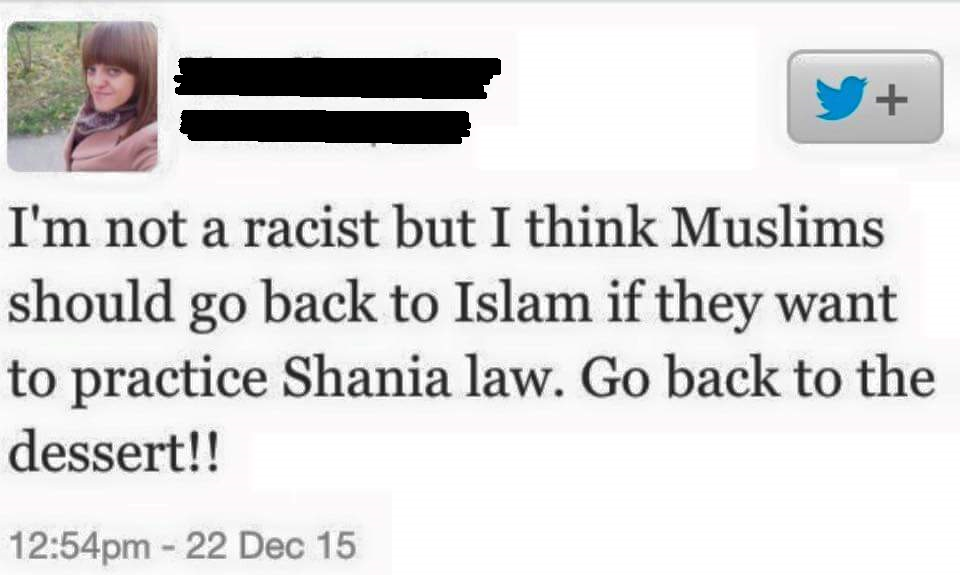 I'm not a racist but I think Muslims
should go back to Islam if they want
to practice Shania law. Go back to the
dessert!!
12:54pm - 22 Dec 15